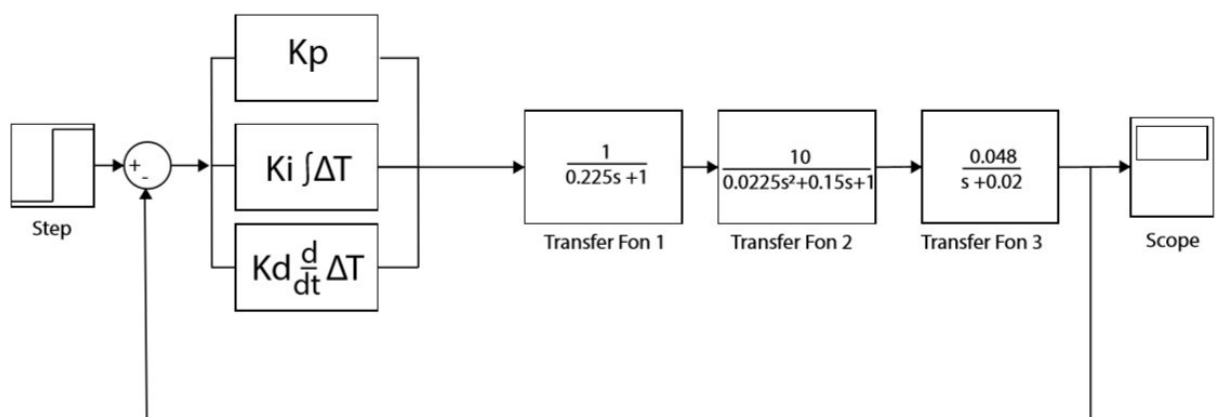 Kp
+
-
Ki ∫ΔT
Kd d/dt ΔT
Step
1
0.225s +1
Transfer Fon 1
10
0.0225s²+0.15s+1
Transfer Fon 2
0.048
s +0.02
Transfer Fon 3
Scope